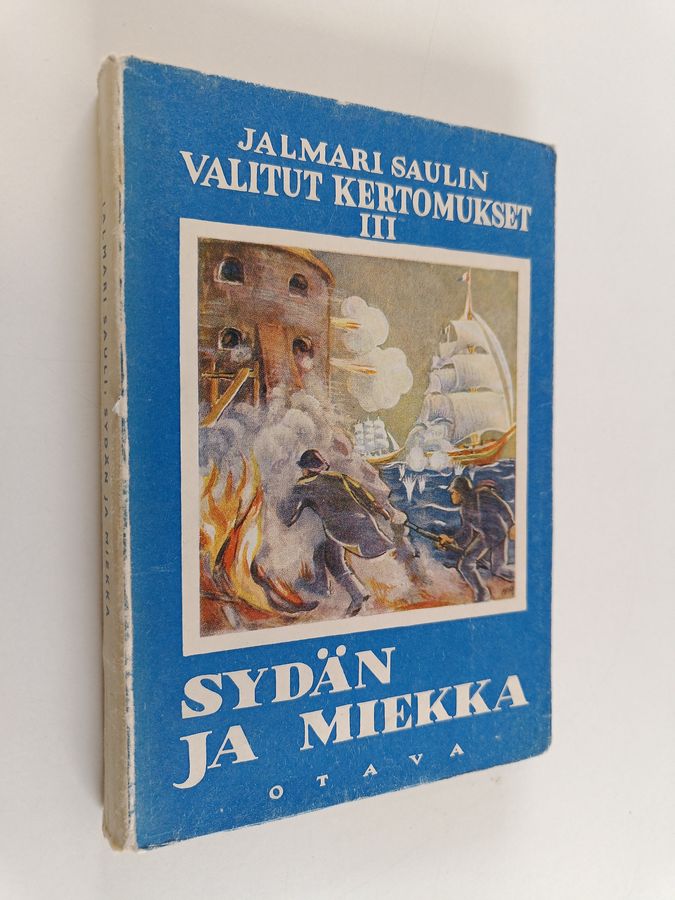 JALMARI SAULIN
VALITUT KERTOMUKSET
III
SYDÄN
JA MIEKKA
OTAVA
JALMARI SAULI: SYDÄN JA MIEKKA